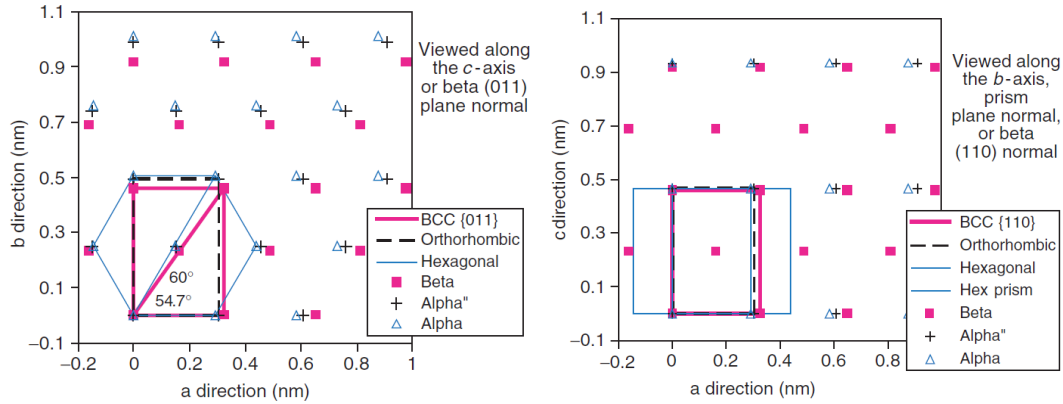 1.1
0.9
0.7
0.5
0.3
0.1
−0.1
b direction (nm)
−0.2
0
0.2
0.4
0.6
0.8
1
a direction (nm)
60°
54.7°
Viewed along
the c-axis
or beta (011)
plane normal
BCC {011}
Orthorhombic
Hexagonal
Beta
Alpha"
Alpha
1.1
0.9
0.7
0.5
0.3
0.1
−0.1
c direction (nm)
−0.2
0
0.2
0.4
0.6
0.8
a direction (nm)
Viewed along
the b-axis,
prism
plane normal,
or beta
(110) normal
BCC {110}
Orthorhombic
Hexagonal
Hex prism
Beta
Alpha"
Alpha